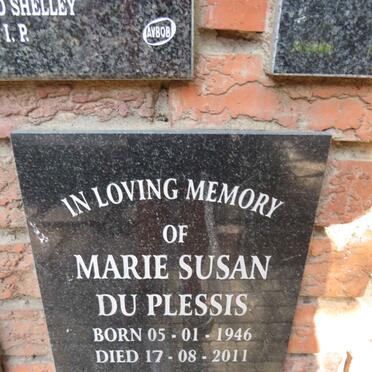 SHELLEY
I. P.
AVBOB
IN LOVING MEMORY
OF
MARIE SUSAN
DU PLESSIS
BORN 05 - 01 - 1946
DIED 17 - 08 - 2011